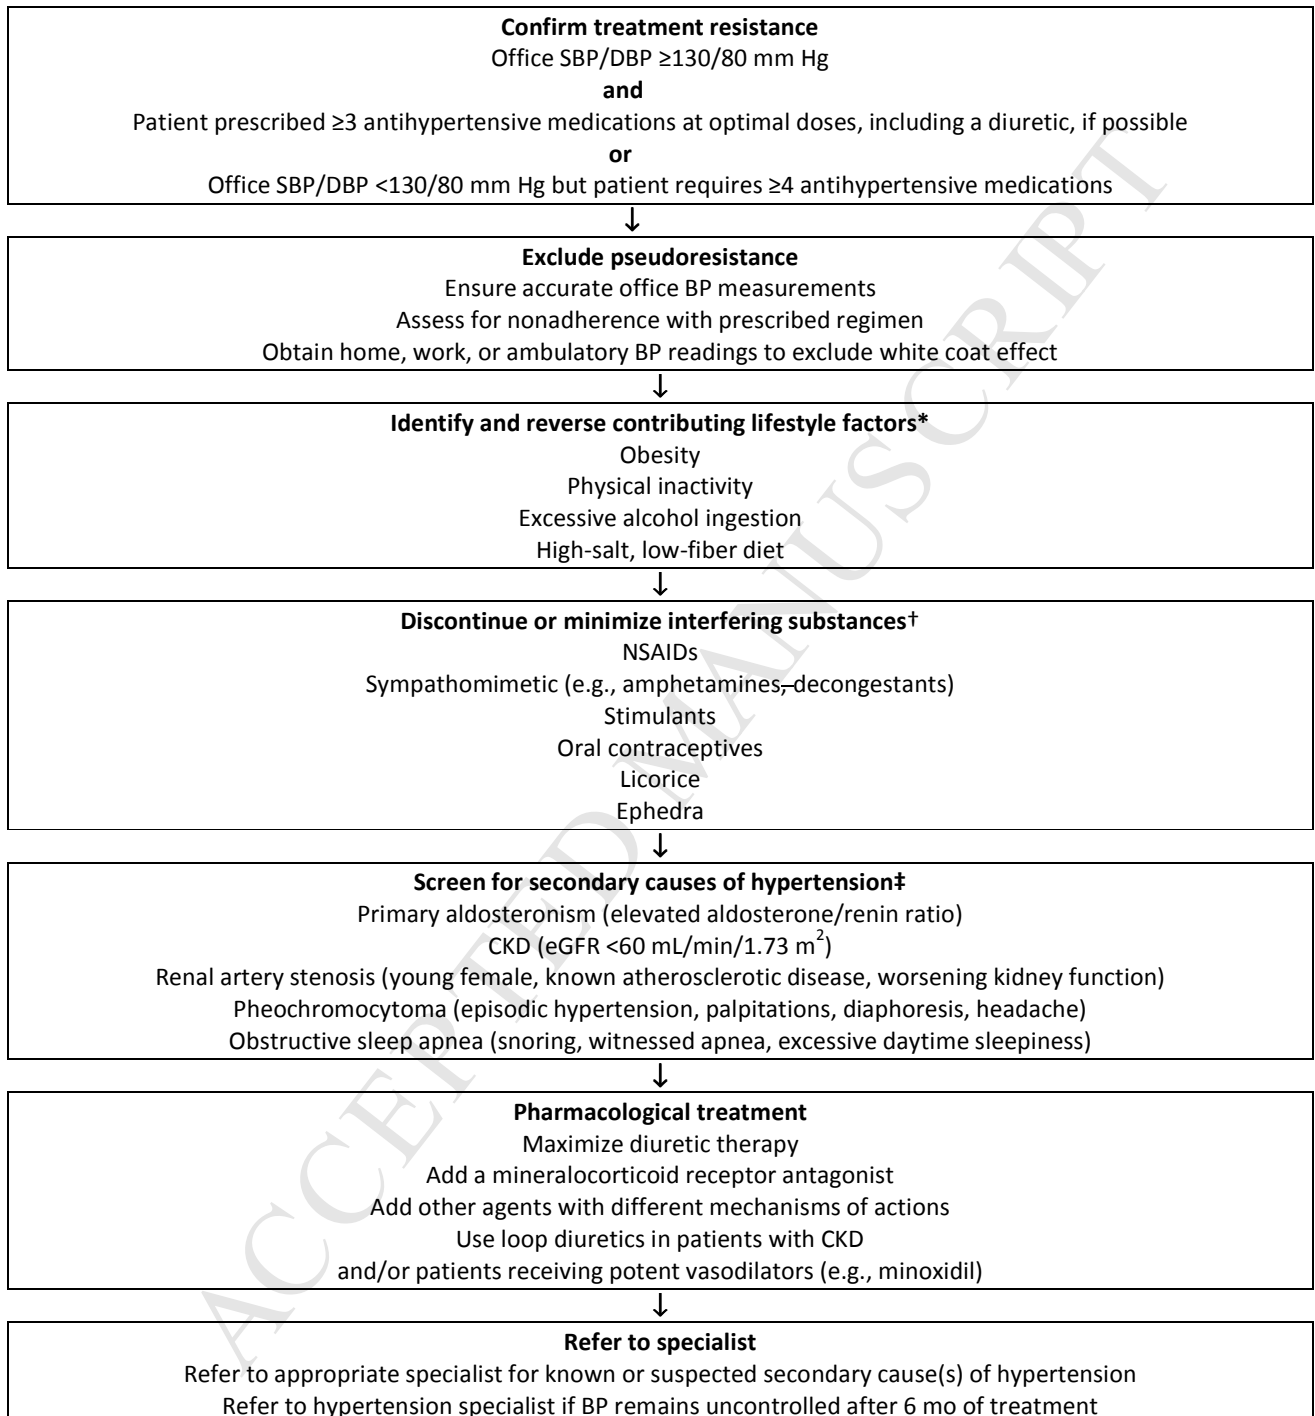 Confirm treatment resistance
Office SBP/DBP ≥130/80 mm Hg
and
Patient prescribed ≥3 antihypertensive medications at optimal doses, including a diuretic, if possible
or
Office SBP/DBP <130/80 mm Hg but patient requires ≥4 antihypertensive medications
↓
Exclude pseudoresistance
Ensure accurate office BP measurements
Assess for nonadherence with prescribed regimen
Obtain home, work, or ambulatory BP readings to exclude white coat effect
↓
Identify and reverse contributing lifestyle factors*
Obesity
Physical inactivity
Excessive alcohol ingestion
High-salt, low-fiber diet
↓
Discontinue or minimize interfering substances†
NSAIDs
Sympathomimetic (e.g., amphetamines, decongestants)
Stimulants
Oral contraceptives
Licorice
Ephedra
↓
Screen for secondary causes of hypertension‡
Primary aldosteronism (elevated aldosterone/renin ratio)
CKD (eGFR <60 mL/min/1.73 m²)
Renal artery stenosis (young female, known atherosclerotic disease, worsening kidney function)
Pheochromocytoma (episodic hypertension, palpitations, diaphoresis, headache)
Obstructive sleep apnea (snoring, witnessed apnea, excessive daytime sleepiness)
↓
Pharmacological treatment
Maximize diuretic therapy
Add a mineralocorticoid receptor antagonist
Add other agents with different mechanisms of actions
Use loop diuretics in patients with CKD
and/or patients receiving potent vasodilators (e.g., minoxidil)
↓
Refer to specialist
Refer to appropriate specialist for known or suspected secondary cause(s) of hypertension
Refer to hypertension specialist if BP remains uncontrolled after 6 mo of treatment
ACCEPTED MANUSCRIPT